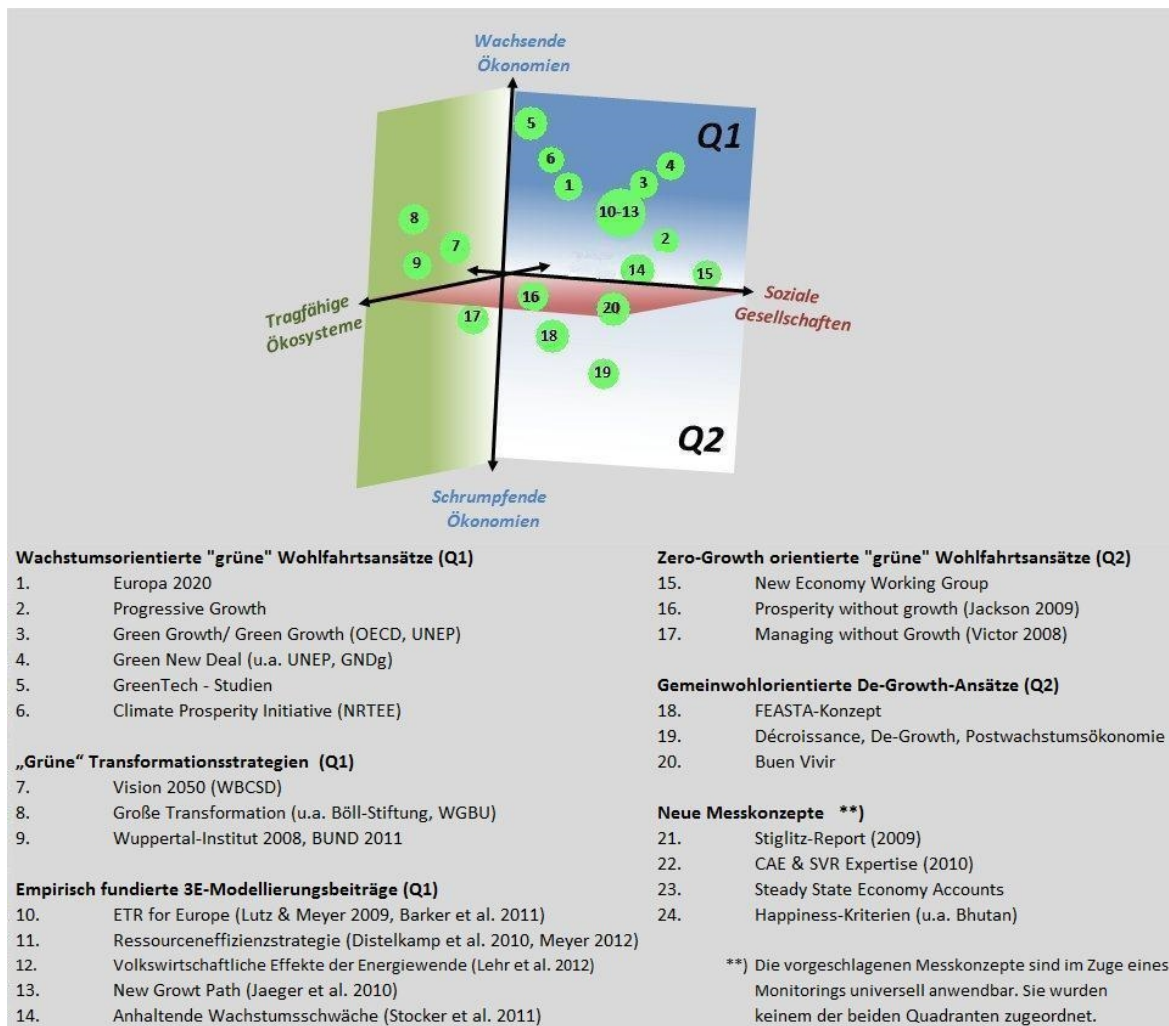 Wachsende
Ökonomien
Q1
5
6
4
1
3
10-13
8
2
7
9
14
15
16
Soziale
Gesellschaften
Tragfähige
Ökosysteme
20
17
18
19
Q2
Schrumpfende
Ökonomien
Wachstumsorientierte "grüne" Wohlfahrtsansätze (Q1)
1. Europa 2020
2. Progressive Growth
3. Green Growth/ Green Growth (OECD, UNEP)
4. Green New Deal (u.a. UNEP, GNDg)
5. GreenTech - Studien
6. Climate Prosperity Initiative (NRTEE)
„Grüne“ Transformationsstrategien (Q1)
7. Vision 2050 (WBCSD)
8. Große Transformation (u.a. Böll-Stiftung, WGBU)
9. Wuppertal-Institut 2008, BUND 2011
Empirisch fundierte 3E-Modellierungsbeiträge (Q1)
10. ETR for Europe (Lutz & Meyer 2009, Barker et al. 2011)
11. Ressourceneffizienzstrategie (Distelkamp et al. 2010, Meyer 2012)
12. Volkswirtschaftliche Effekte der Energiewende (Lehr et al. 2012)
13. New Growt Path (Jaeger et al. 2010)
14. Anhaltende Wachstumsschwäche (Stocker et al. 2011)
Zero-Growth orientierte "grüne" Wohlfahrtsansätze (Q2)
15. New Economy Working Group
16. Prosperity without growth (Jackson 2009)
17. Managing without Growth (Victor 2008)
Gemeinwohlorientierte De-Growth-Ansätze (Q2)
18. FEASTA-Konzept
19. Décroissance, De-Growth, Postwachstumsökonomie
20. Buen Vivir
Neue Messkonzepte **)
21. Stiglitz-Report (2009)
22. CAE & SVR Expertise (2010)
23. Steady State Economy Accounts
24. Happiness-Kriterien (u.a. Bhutan)
**) Die vorgeschlagenen Messkonzepte sind im Zuge eines
Monitorings universell anwendbar. Sie wurden
keinem der beiden Quadranten zugeordnet.